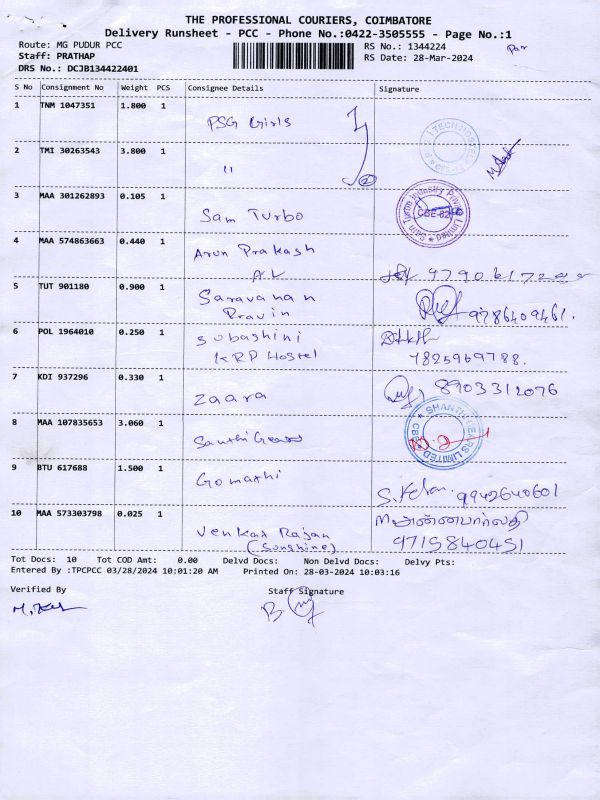 THE PROFESSIONAL COURIERS, COIMBATORE
Delivery Runsheet - PCC - Phone No.:0422-3505555 - Page No.:1
Route: MG PUDUR PCC
RS No.: 1344224
Staff: PRATHAP
RS Date: 28-Mar-2024
DRS No.: DCJB134422401
S No Consignment No Weight PCS Consignee Details Signature
1 TNM 1047351 1.800 1
PSG Girls
2 TMI 30263543 3.800 1
"
2
3 MAA 301262893 0.105 1
Sam Turbo
4 MAA 574863663 0.440 1
Arun Prakash
5 TUT 901180 0.900 1
Saravanan
Pravin
9786409461.
6 POL 1964010 0.250 1
Subashini
KRP Hostel
7825969788.
7 KDI 937296 0.330 1
Zaara
8903312076
8 MAA 107835653 3.060 1
Santhi Gears
SHANTHI GEARS LIMITED
9 BTU 617688 1.500 1
Gomathi
9942640601
10 MAA 573303798 0.025 1
Venkat Rajan
(Sunshine)
9715840451
Tot Docs: 10 Tot COD Amt: 0.00 Delvd Docs: Non Delvd Docs: Delvy Pts:
Entered By :TPCPCC 03/28/2024 10:01:20 AM Printed On: 28-03-2024 10:03:16
Verified By Staff Signature